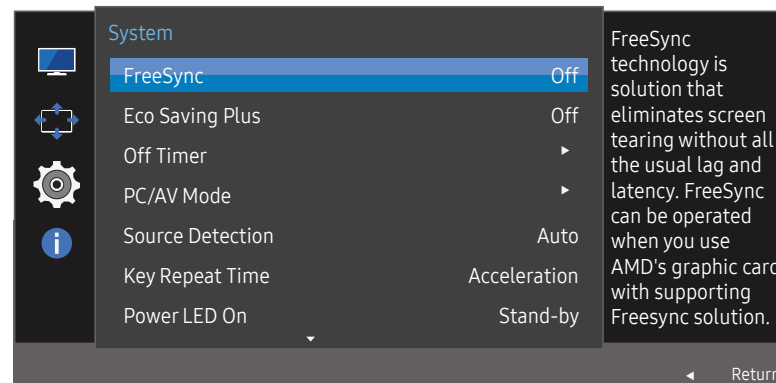 System
FreeSync Off
Eco Saving Plus Off
Off Timer
PC/AV Mode
Source Detection Auto
Key Repeat Time Acceleration
Power LED On Stand-by
FreeSync
technology is
solution that
eliminates screen
tearing without all
the usual lag and
latency. FreeSync
can be operated
when you use
AMD's graphic card
with supporting
Freesync solution.
Return